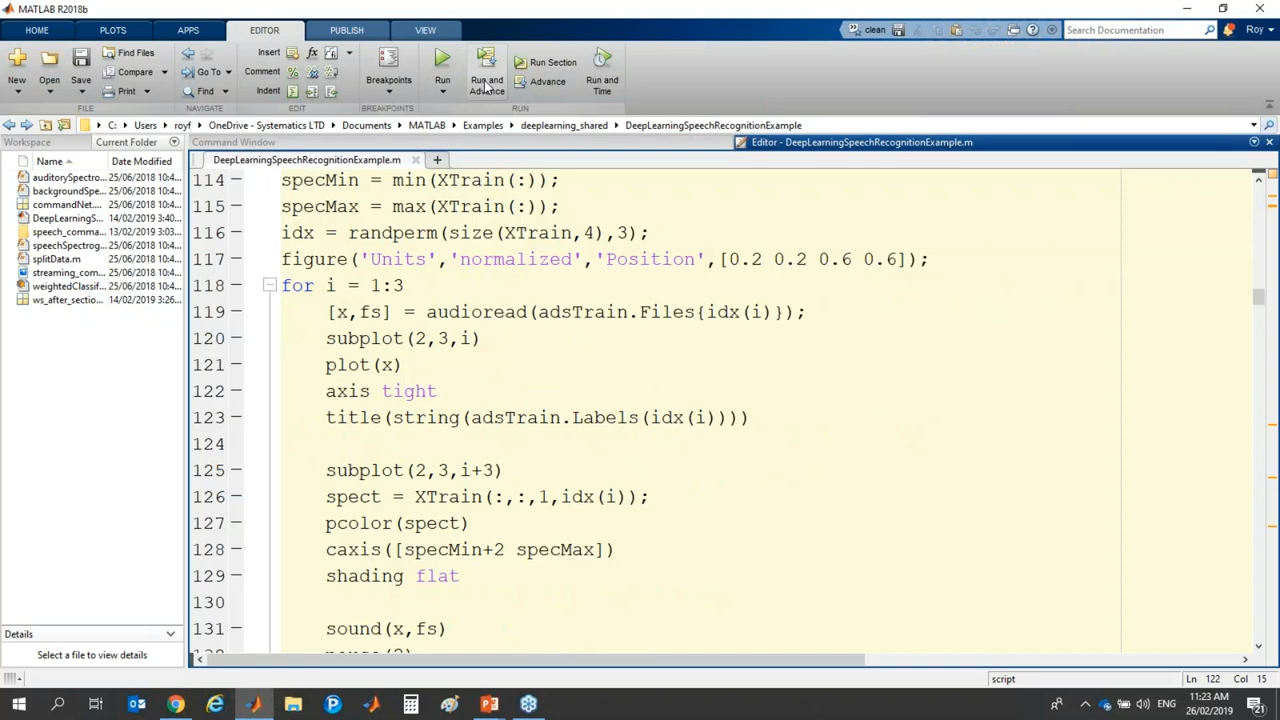 MATLAB R2018b
HOME PLOTS APPS EDITOR PUBLISH VIEW
clean Search Documentation Roy
New Open Save Find Files Compare Print
FILE
Go To Find
NAVIGATE
Insert Comment Indent
EDIT
Breakpoints
BREAKPOINTS
Run Run and Advance Run Section Advance Run and Time
RUN
C: Users royf OneDrive - Systematics LTD Documents MATLAB Examples deeplearning_shared DeepLearningSpeechRecognitionExample
Workspace Current Folder
Command Window
Editor - DeepLearningSpeechRecognitionExample.m
Name Date Modified
auditorySpectro... 25/06/2018 10:4...
backgroundSpe... 25/06/2018 10:4...
commandNet.... 25/06/2018 10:4...
DeepLearningS... 14/02/2019 3:40...
speech_comma... 13/02/2019 3:03...
speechSpectrog... 25/06/2018 10:4...
splitData.m 25/06/2018 10:4...
streaming_com... 25/06/2018 10:4...
weightedClassif... 25/06/2018 10:4...
ws_after_sectio... 14/02/2019 3:26...
Details
Select a file to view details
DeepLearningSpeechRecognitionExample.m
114 specMin = min(XTrain(:));
115 specMax = max(XTrain(:));
116 idx = randperm(size(XTrain,4),3);
117 figure('Units','normalized','Position',[0.2 0.2 0.6 0.6]);
118 for i = 1:3
119 [x,fs] = audioread(adsTrain.Files{idx(i)});
120 subplot(2,3,i)
121 plot(x)
122 axis tight
123 title(string(adsTrain.Labels(idx(i))))
124
125 subplot(2,3,i+3)
126 spect = XTrain(:,:,1,idx(i));
127 pcolor(spect)
128 caxis([specMin+2 specMax])
129 shading flat
130
131 sound(x,fs)
script Ln 122 Col 15
ENG 11:23 AM
26/02/2019
21